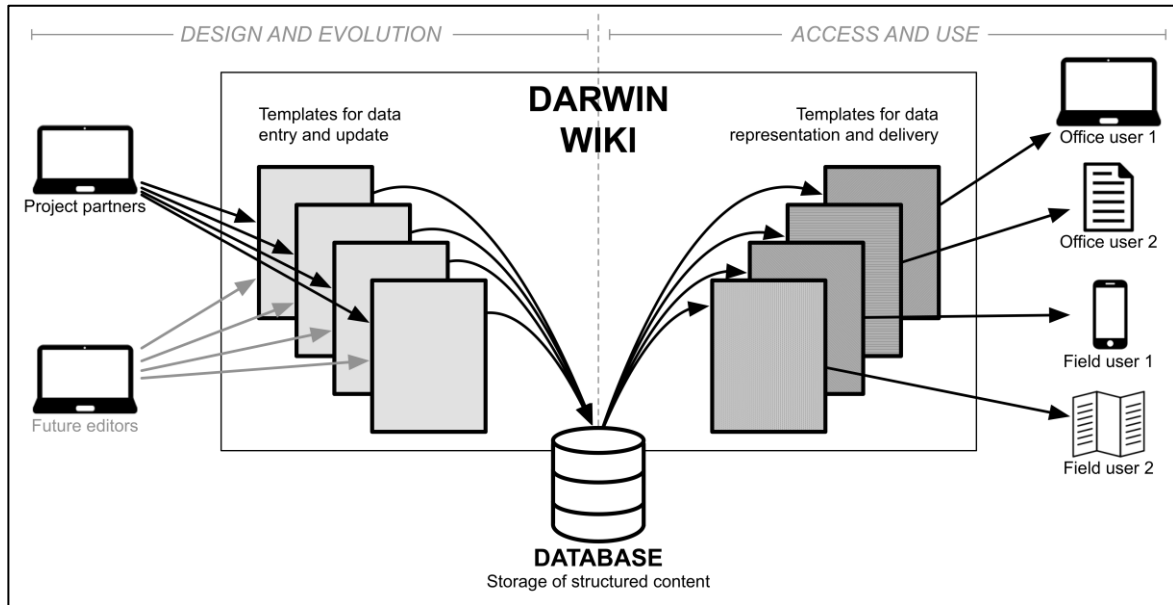 DESIGN AND EVOLUTION
ACCESS AND USE
DARWIN
WIKI
Templates for data
entry and update
Templates for data
representation and delivery
Project partners
Future editors
Office user 1
Office user 2
Field user 1
Field user 2
DATABASE
Storage of structured content